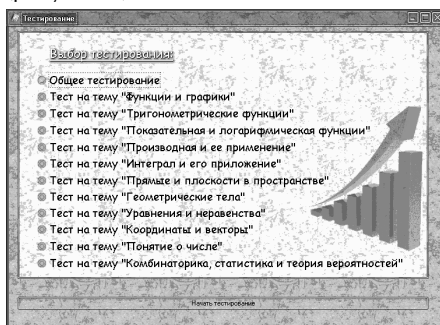 Тестирование
Выбор тестирования:
Общее тестирование
Тест на тему "Функции и графики"
Тест на тему "Тригонометрические функции"
Тест на тему "Показательная и логарифмическая функции"
Тест на тему "Производная и ее применение"
Тест на тему "Интеграл и его приложение"
Тест на тему "Прямые и плоскости в пространстве"
Тест на тему "Геометрические тела"
Тест на тему "Уравнения и неравенства"
Тест на тему "Координаты и векторы"
Тест на тему "Понятие о числе"
Тест на тему "Комбинаторика, статистика и теория вероятностей"
Начать тестирование